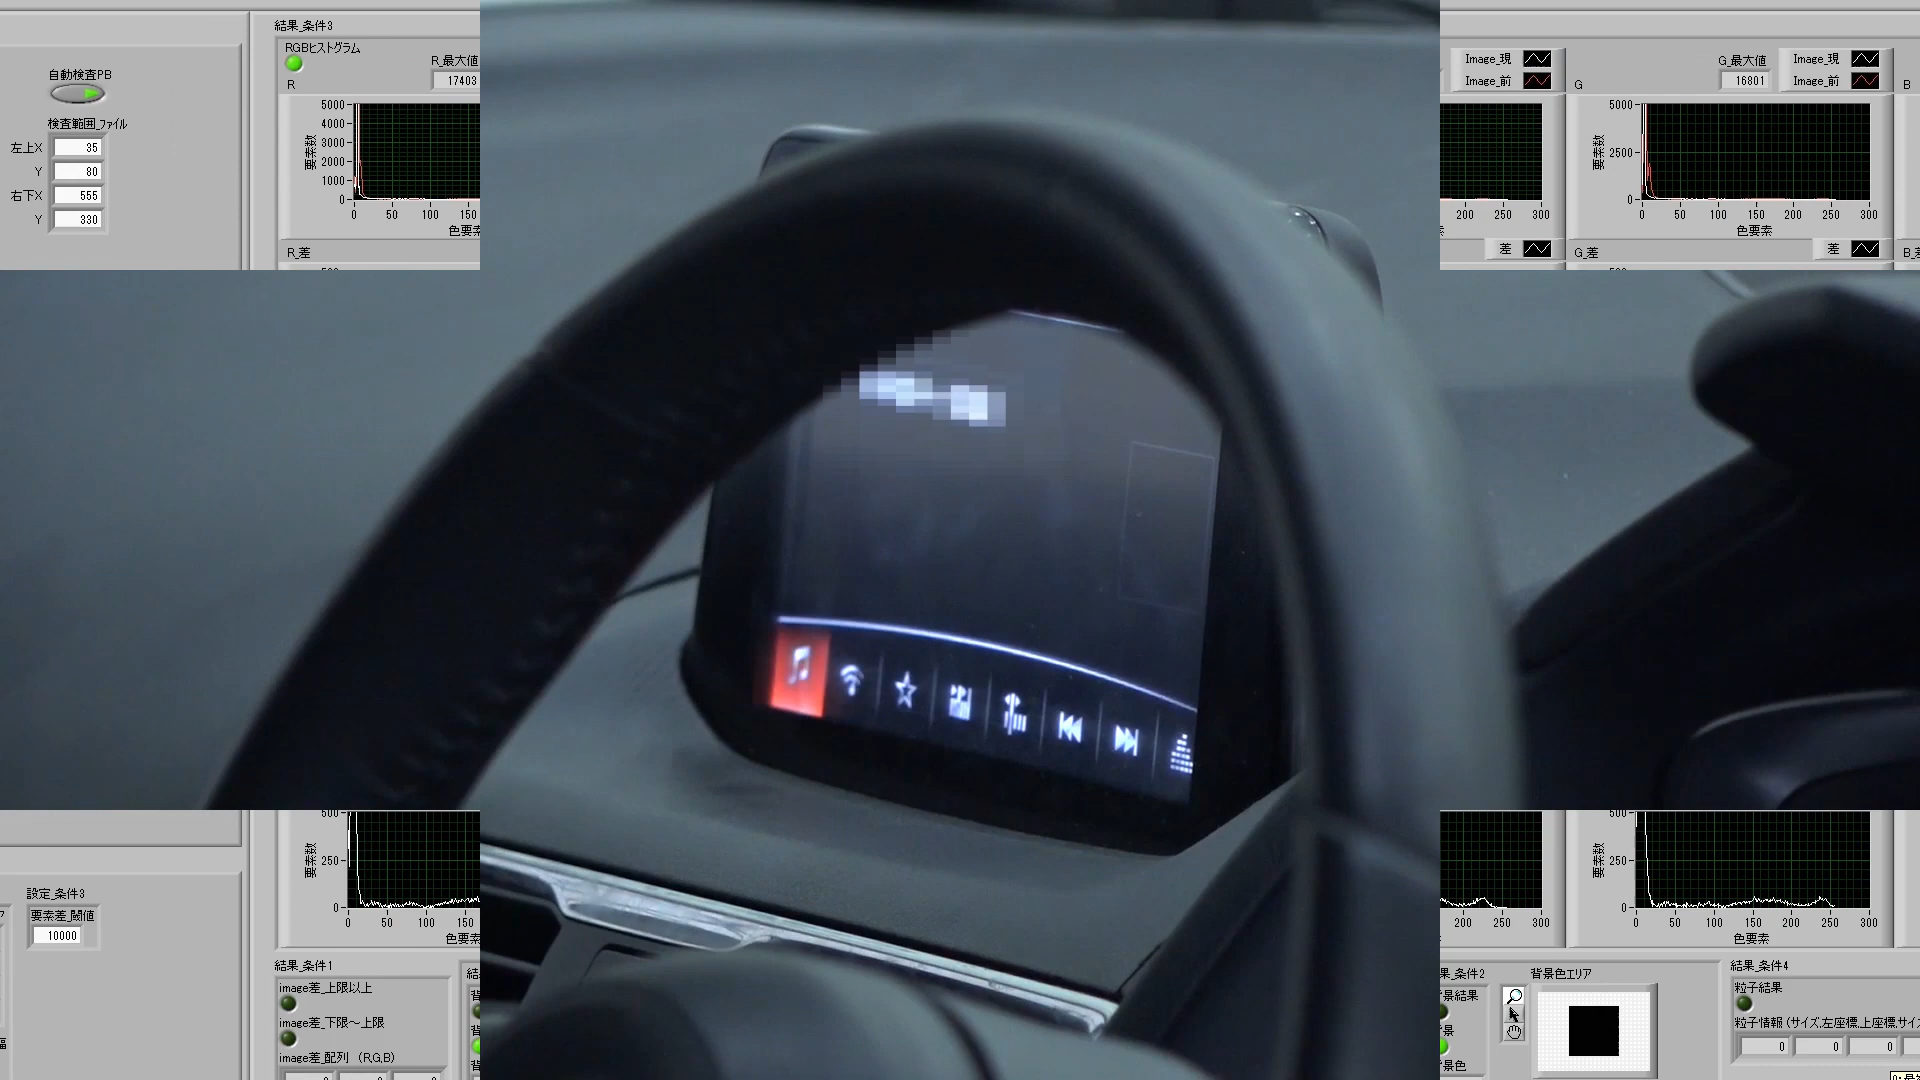 結果_条件3
RGBヒストグラム
R_最大値
17403
R
自動検査PB
検査範囲_ファイル
左上X 35
Y 80
右下X 555
Y 330
5000
4000
3000
2000
1000
0
要素数
0 50 100 150
色要素
R_差
Image_現
Image_前
200 250 300
差
G
G_最大値
16801
Image_現
Image_前
5000
2500
0
要素数
0 50 100 150 200 250 300
色要素
差
G_差
B
設定_条件3
要素差_閾値
10000
500
250
0
要素数
0 50 100 150
色要素
200 250 300
500
250
0
要素数
0 50 100 150 200 250 300
色要素
結果_条件1
image差_上限以上
image差_下限～上限
image差_配列 (R,G,B)
背景色エリア
結果_条件4
粒子結果
粒子情報 (サイズ,左座標,上座標,サイ
0 0 0